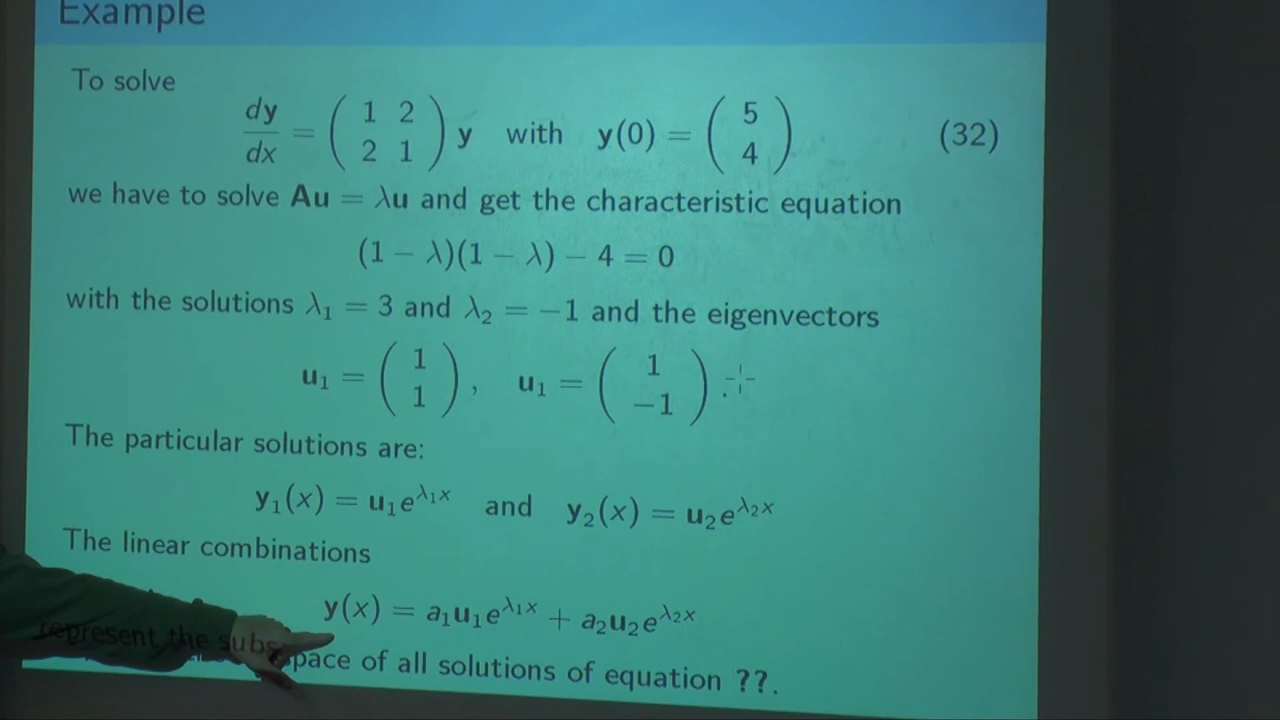 Example
To solve
dy/dx = ( 1 2 ; 2 1 ) y with y(0) = ( 5 ; 4 ) (32)
we have to solve Au = λu and get the characteristic equation
(1 − λ)(1 − λ) − 4 = 0
with the solutions λ₁ = 3 and λ₂ = −1 and the eigenvectors
u₁ = ( 1 ; 1 ), u₁ = ( 1 ; −1 ).
The particular solutions are:
y₁(x) = u₁e^{λ₁x} and y₂(x) = u₂e^{λ₂x}
The linear combinations
y(x) = a₁u₁e^{λ₁x} + a₂u₂e^{λ₂x}
represent the subspace of all solutions of equation ??.